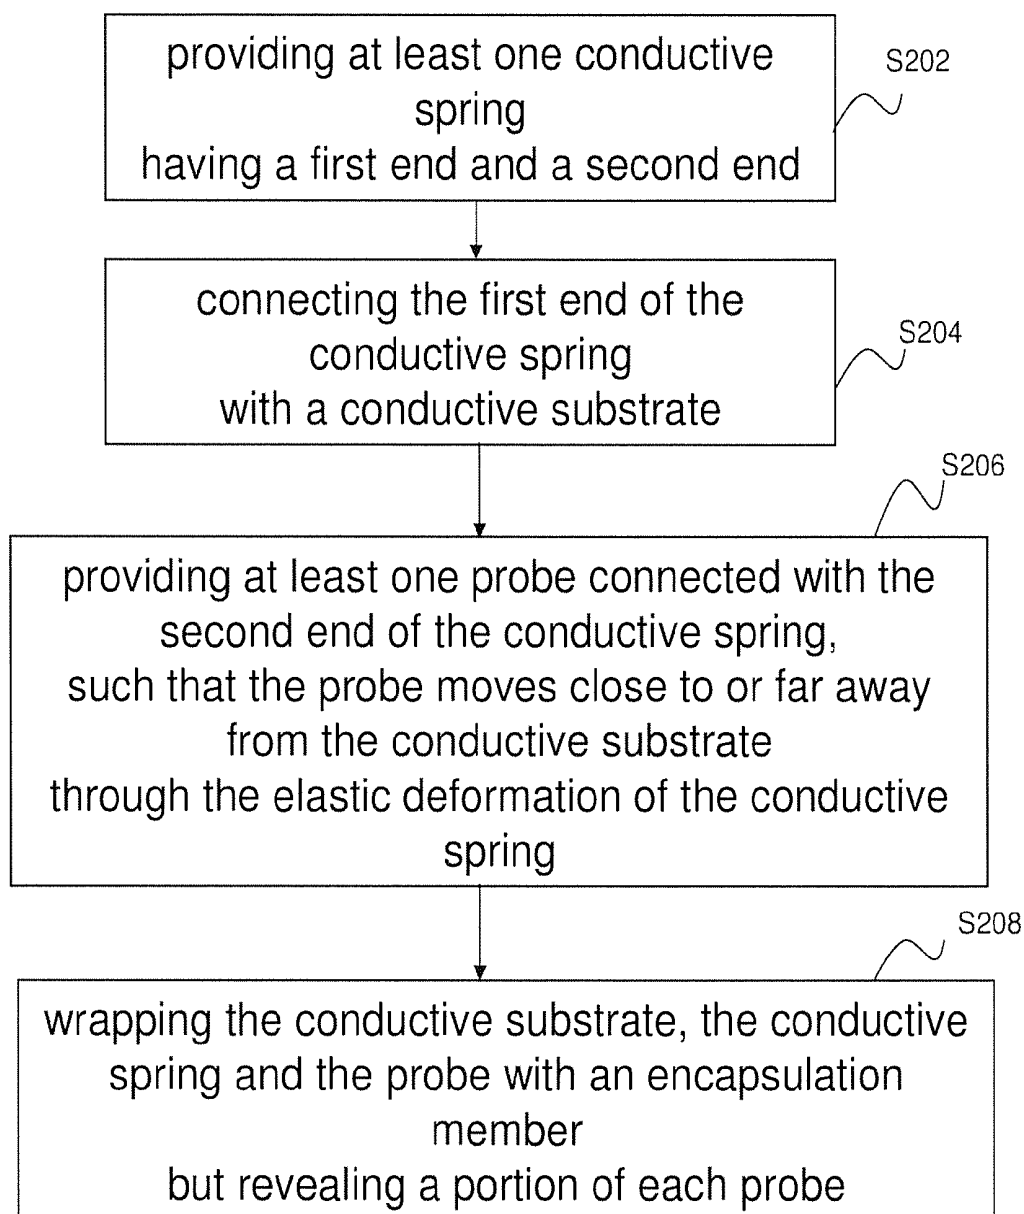 providing at least one conductive
spring
having a first end and a second end
S202
connecting the first end of the
conductive spring
with a conductive substrate
S204
S206
providing at least one probe connected with the
second end of the conductive spring,
such that the probe moves close to or far away
from the conductive substrate
through the elastic deformation of the conductive
spring
S208
wrapping the conductive substrate, the conductive
spring and the probe with an encapsulation
member
but revealing a portion of each probe